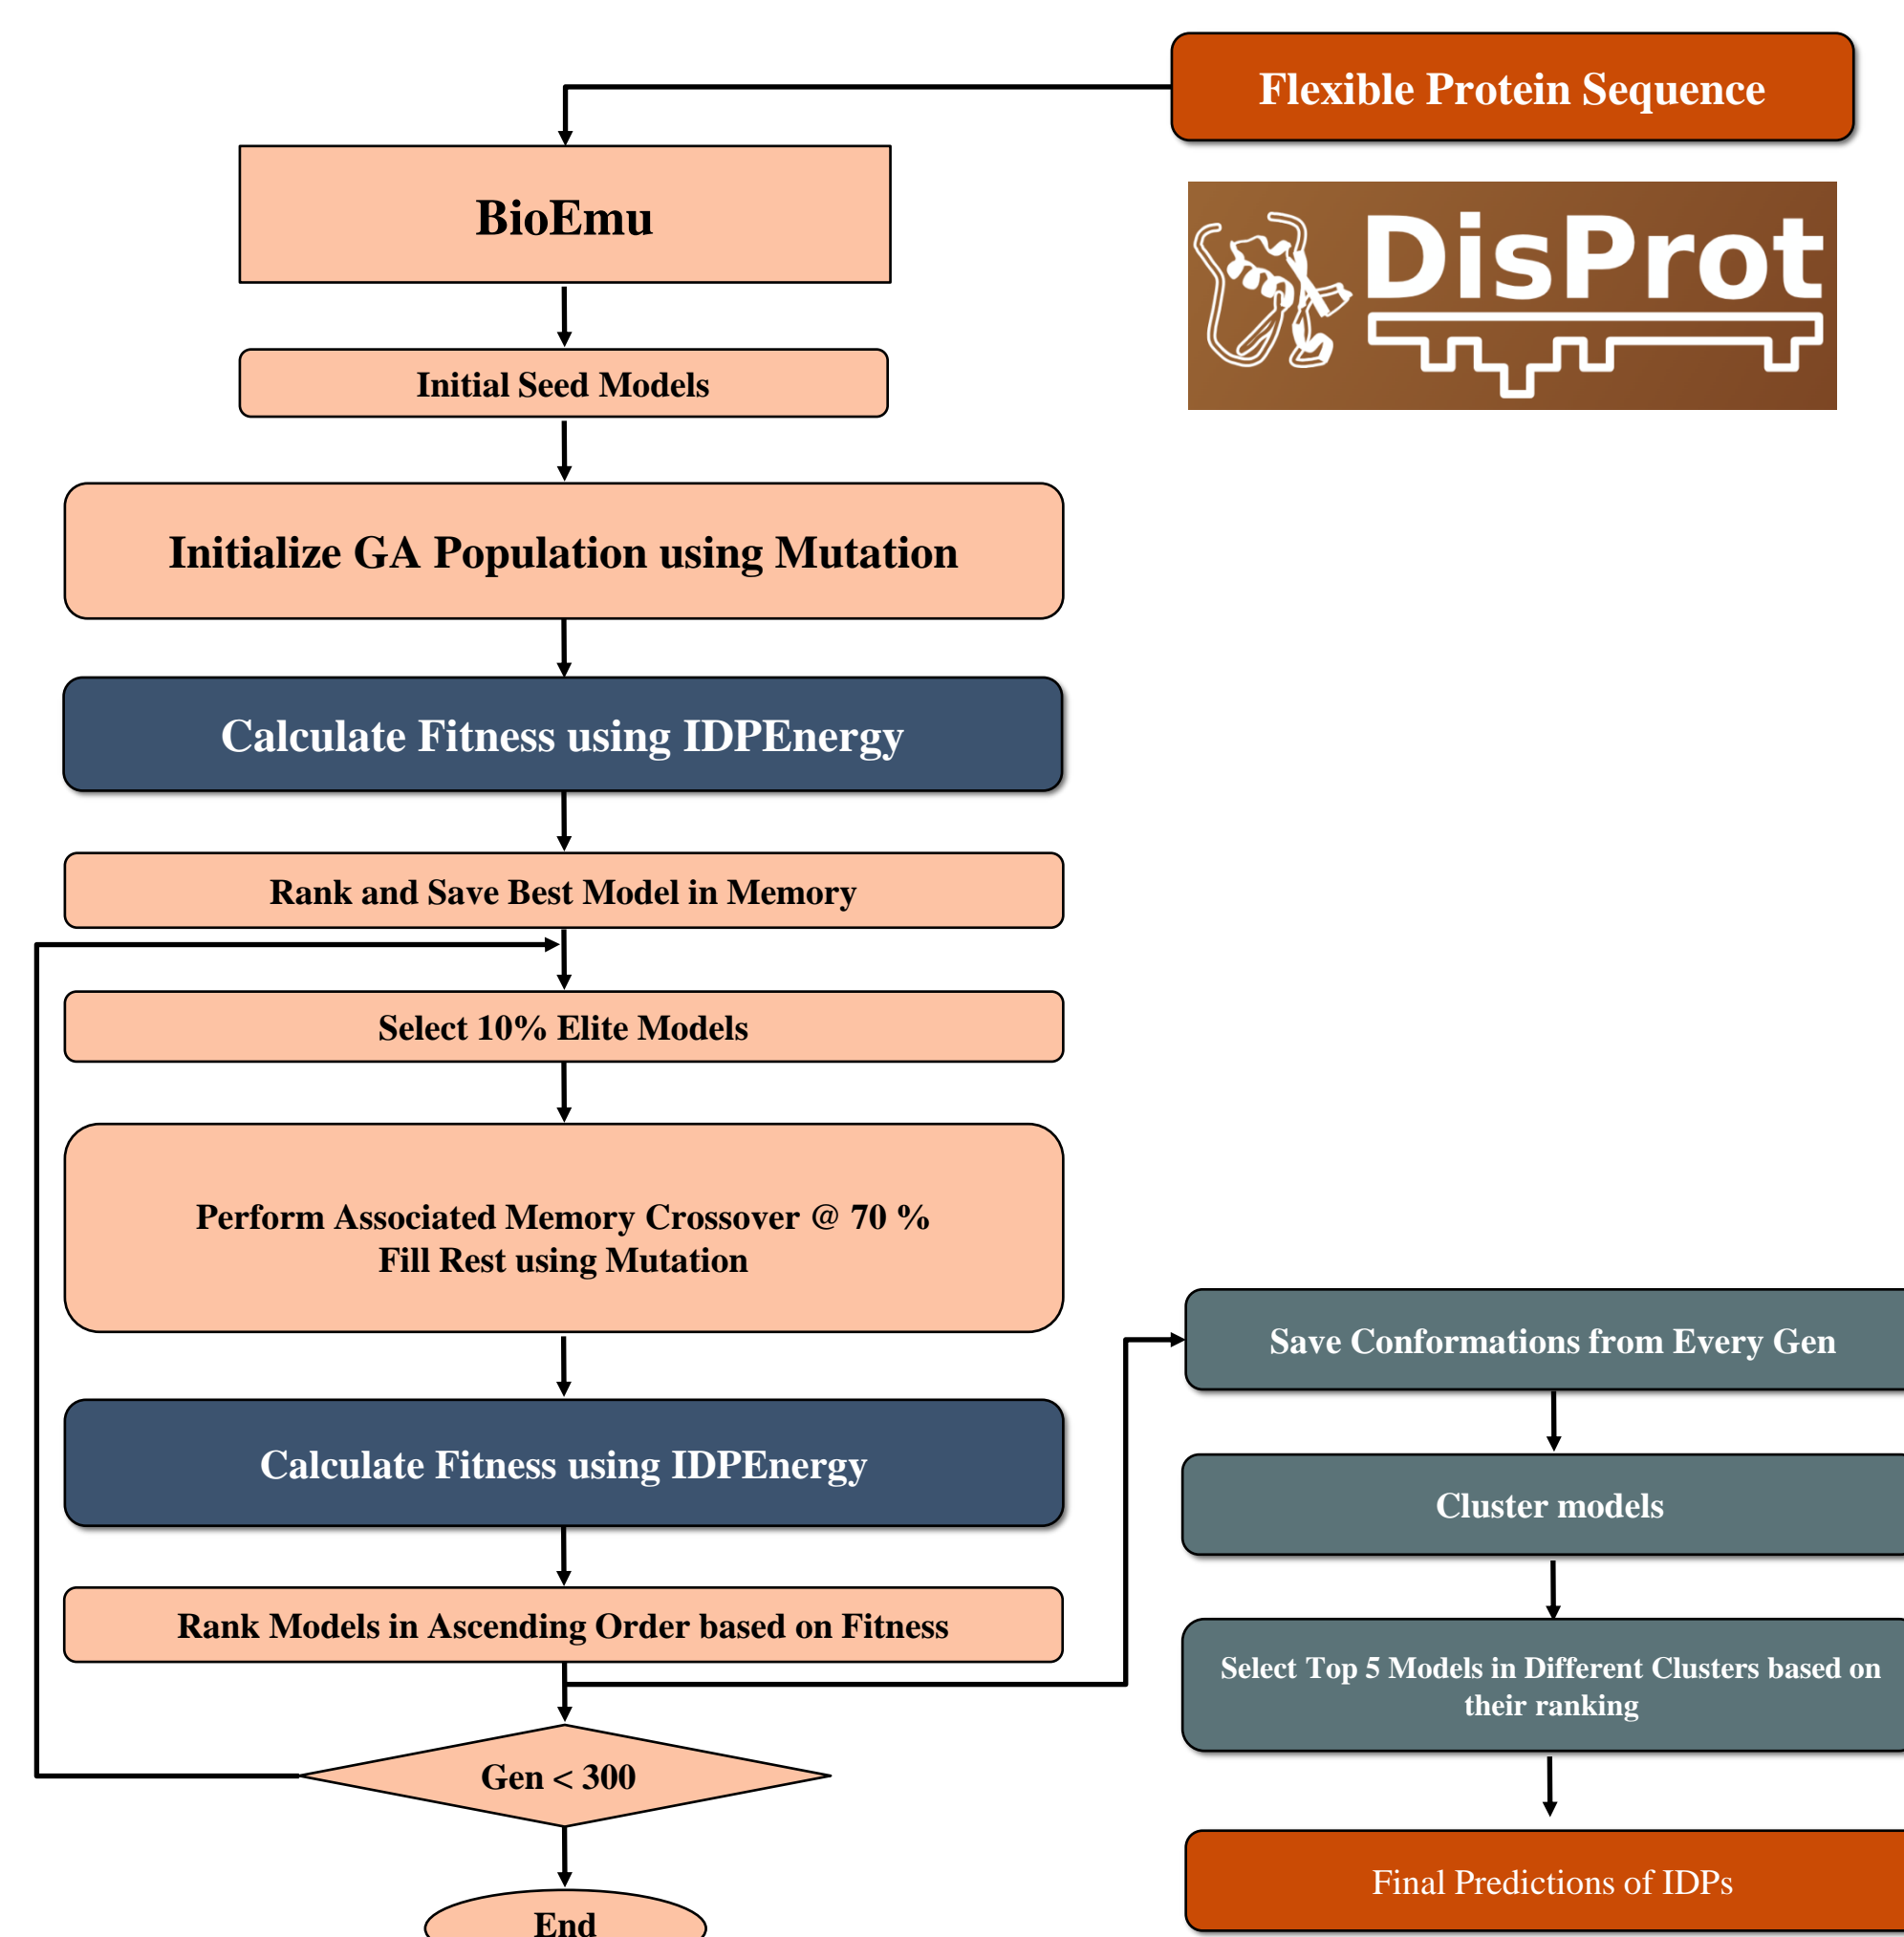 Flexible Protein Sequence
BioEmu
DisProt
Initial Seed Models
Initialize GA Population using Mutation
Calculate Fitness using IDPEnergy
Rank and Save Best Model in Memory
Select 10% Elite Models
Perform Associated Memory Crossover @ 70 %
Fill Rest using Mutation
Calculate Fitness using IDPEnergy
Rank Models in Ascending Order based on Fitness
Gen < 300
End
Save Conformations from Every Gen
Cluster models
Select Top 5 Models in Different Clusters based on
their ranking
Final Predictions of IDPs